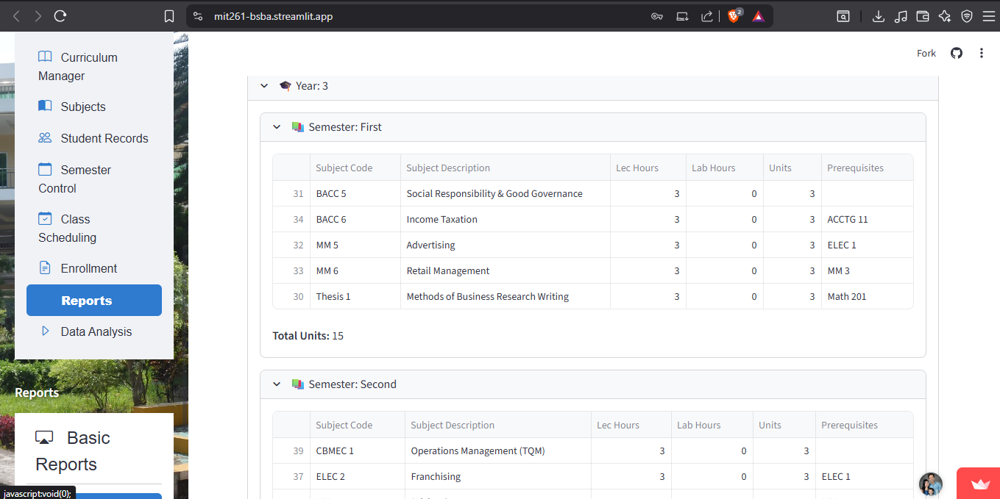 mit261-bsba.streamlit.app
2
Fork
Curriculum
Manager
Subjects
Student Records
Semester
Control
Class
Scheduling
Enrollment
Reports
Data Analysis
Reports
Basic
Reports
javascript:void(0);
Year: 3
Semester: First
Subject Code Subject Description Lec Hours Lab Hours Units Prerequisites
31 BACC 5 Social Responsibility & Good Governance 3 0 3
34 BACC 6 Income Taxation 3 0 3 ACCTG 11
32 MM 5 Advertising 3 0 3 ELEC 1
33 MM 6 Retail Management 3 0 3 MM 3
30 Thesis 1 Methods of Business Research Writing 3 0 3 Math 201
Total Units: 15
Semester: Second
Subject Code Subject Description Lec Hours Lab Hours Units Prerequisites
39 CBMEC 1 Operations Management (TQM) 3 0 3
37 ELEC 2 Franchising 3 0 3 ELEC 1